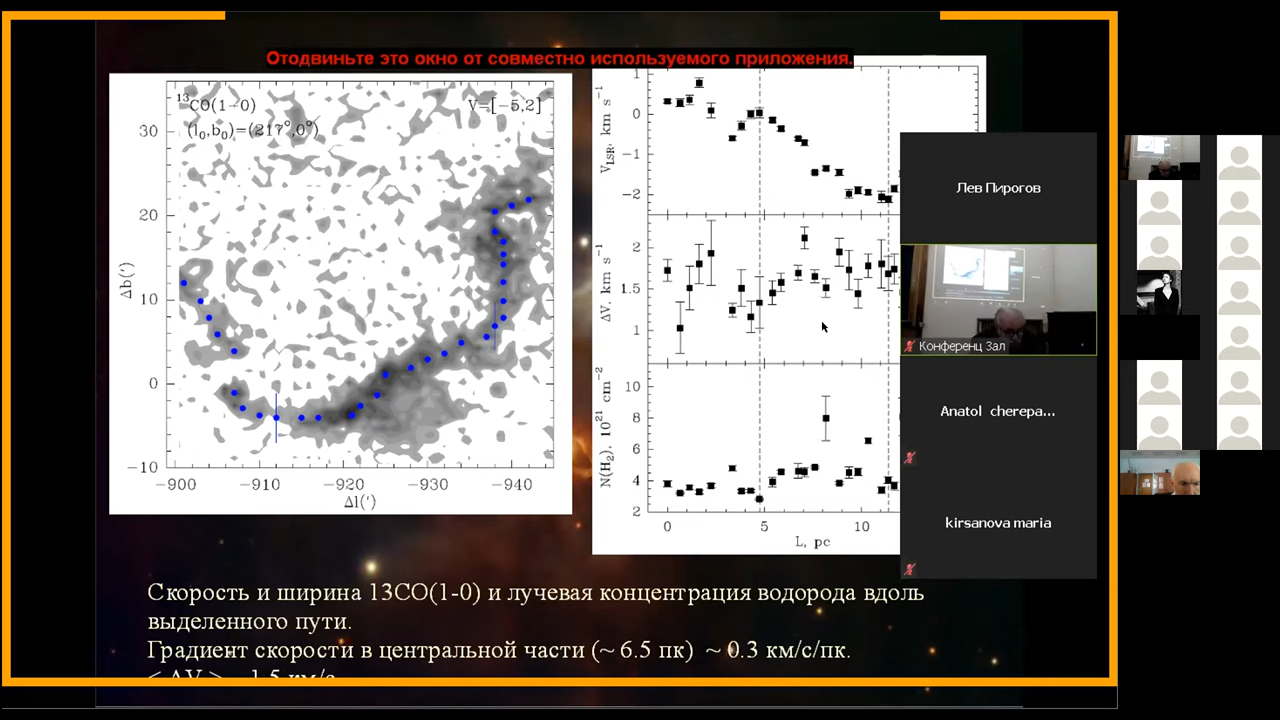 Отодвиньте это окно от совместно используемого приложения.
13CO(1−0)
V=[−5,2]
(l0,b0)=(217°,0°)
30
20
10
0
−10
Δb(′)
−900
−910
−920
−930
−940
Δl(′)
1
0
−1
−2
VLSR, km s−1
2
1.5
1
ΔV, km s−1
10
8
6
4
2
N(H2), 10^21 cm−2
0
5
10
L, pc
Лев Пирогов
Конференц Зал
Anatol cherepa...
kirsanova maria
Скорость и ширина 13CO(1-0) и лучевая концентрация водорода вдоль
выделенного пути.
Градиент скорости в центральной части (~ 6.5 пк) ~ 0.3 км/с/пк.